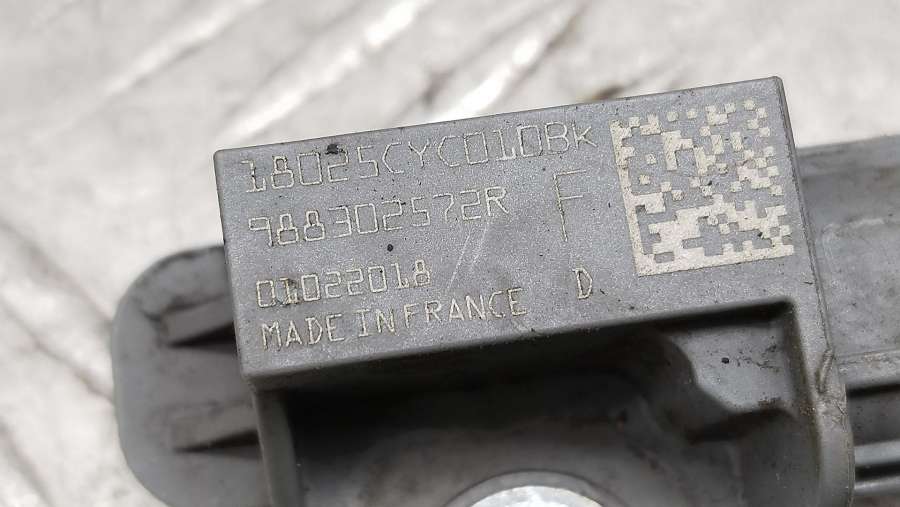 18025CYC010Bk
988302572R F
01022018 D
MADE IN FRANCE